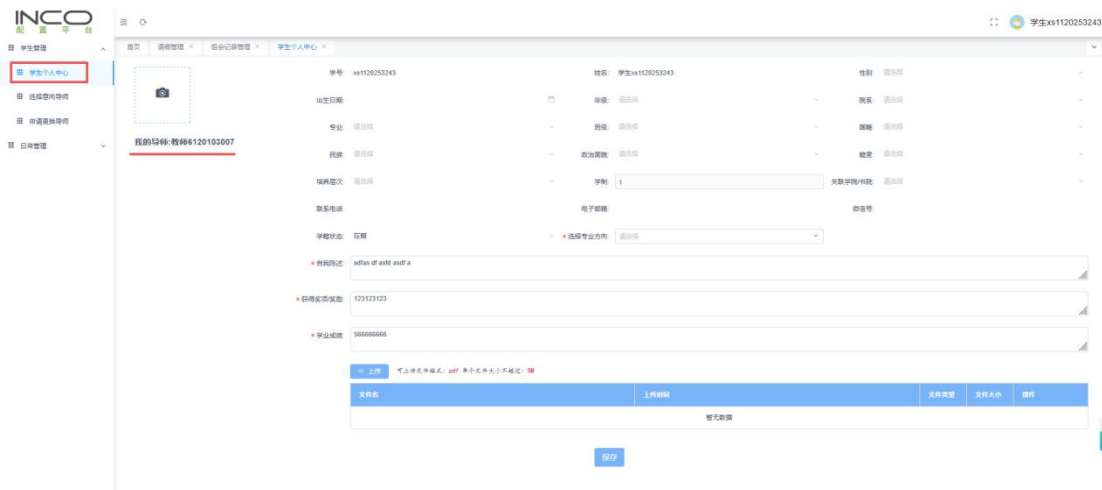 INCO
配置平台
学生xs1120253243
学生管理
首页 请假管理 × 组会记录管理 × 学生个人中心 ×
学生个人中心
选择意向导师
申请更换导师
日常管理
我的导师:教师6120103007
学号: xs1120253243 姓名: 学生xs1120253243 性别: 请选择
出生日期: 年级: 请选择 院系: 请选择
专业: 请选择 班级: 请选择 国籍: 请选择
民族: 请选择 政治面貌: 请选择 籍贯: 请选择
培养层次: 请选择 学制: 1 关联学院/书院: 请选择
联系电话: 电子邮箱: 微信号:
学籍状态: 在籍 * 选择专业方向: 请选择
* 自我陈述: sdfas df asfd asdf a
* 获得奖项/奖励: 123123123
* 学业成绩: 566666666
上传 可上传文件格式: pdf 单个文件大小不超过: 5M
文件名 上传时间 文件类型 文件大小 操作
暂无数据
保存